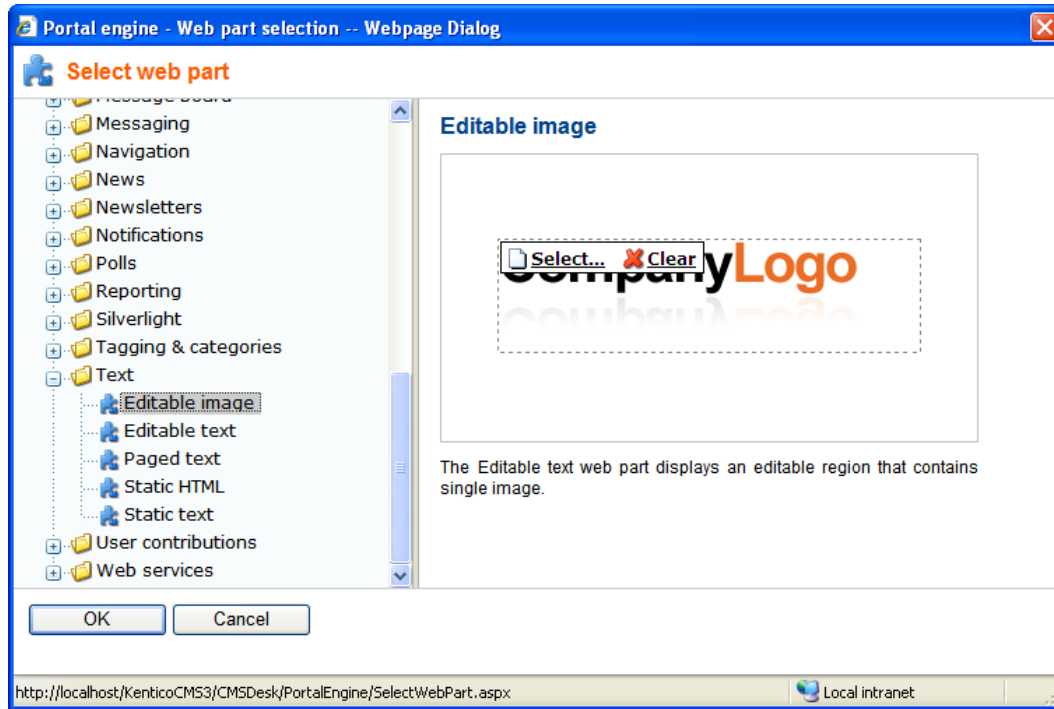 Portal engine - Web part selection -- Webpage Dialog
Select web part
Message board
Messaging
Navigation
News
Newsletters
Notifications
Polls
Reporting
Silverlight
Tagging & categories
Text
Editable image
Editable text
Paged text
Static HTML
Static text
User contributions
Web services
Editable image
Select... Clear
CompanyLogo
The Editable text web part displays an editable region that contains
single image.
OK Cancel
http://localhost/KenticoCMS3/CMSDesk/PortalEngine/SelectWebPart.aspx Local intranet